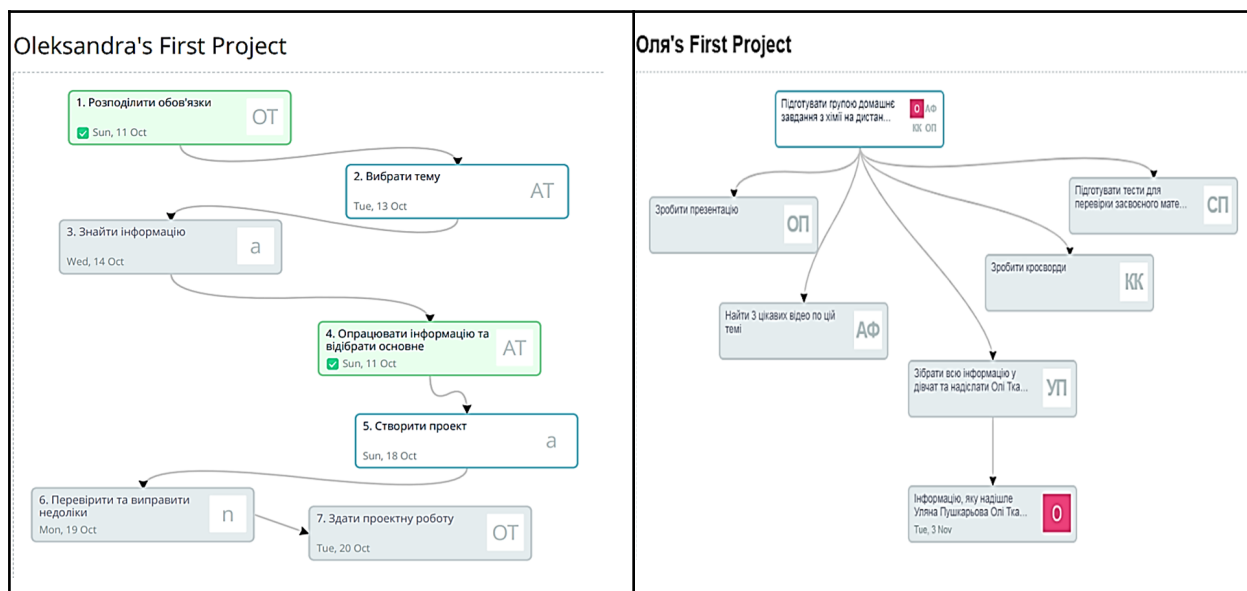 Oleksandra's First Project
1. Розподілити обов'язки
ОТ
Sun, 11 Oct
2. Вибрати тему
АТ
Tue, 13 Oct
3. Знайти інформацію
a
Wed, 14 Oct
4. Опрацювати інформацію та
відібрати основне
АТ
Sun, 11 Oct
5. Створити проект
a
Sun, 18 Oct
6. Перевірити та виправити
недоліки
n
Mon, 19 Oct
7. Здати проектну роботу
ОТ
Tue, 20 Oct
Оля's First Project
Підготувати групою домашнє
завдання з хімії на дистан...
О АФ
КК ОП
Зробити презентацію
ОП
Підготувати тести для
перевірки засвоєного мате...
СП
Зробити кросворди
КК
Найти 3 цікавих відео по цій
темі
АФ
Зібрати всю інформацію у
дівчат та надіслати Олі Тка...
УП
Інформацію, яку надішле
Уляна Пушкарьова Олі Тка...
О
Tue, 3 Nov